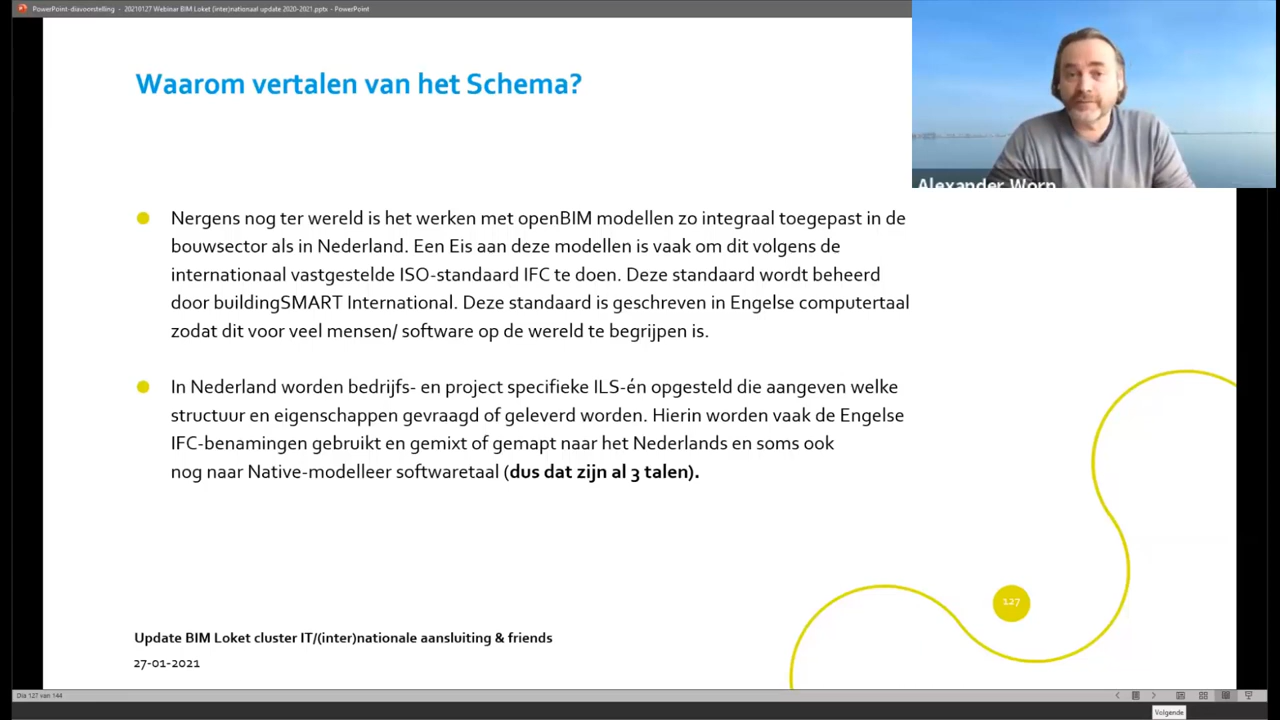 PowerPoint-diavoorstelling - 20210127 Webinar BIM Loket (inter)nationaal update 2020-2021.pptx - PowerPoint
Alexander Worp
Waarom vertalen van het Schema?
Nergens nog ter wereld is het werken met openBIM modellen zo integraal toegepast in de
bouwsector als in Nederland. Een Eis aan deze modellen is vaak om dit volgens de
internationaal vastgestelde ISO-standaard IFC te doen. Deze standaard wordt beheerd
door buildingSMART International. Deze standaard is geschreven in Engelse computertaal
zodat dit voor veel mensen/ software op de wereld te begrijpen is.
In Nederland worden bedrijfs- en project specifieke ILS-én opgesteld die aangeven welke
structuur en eigenschappen gevraagd of geleverd worden. Hierin worden vaak de Engelse
IFC-benamingen gebruikt en gemixt of gemapt naar het Nederlands en soms ook
nog naar Native-modelleer softwaretaal (dus dat zijn al 3 talen).
127
Update BIM Loket cluster IT/(inter)nationale aansluiting & friends
27-01-2021
Dia 127 van 144
Volgende